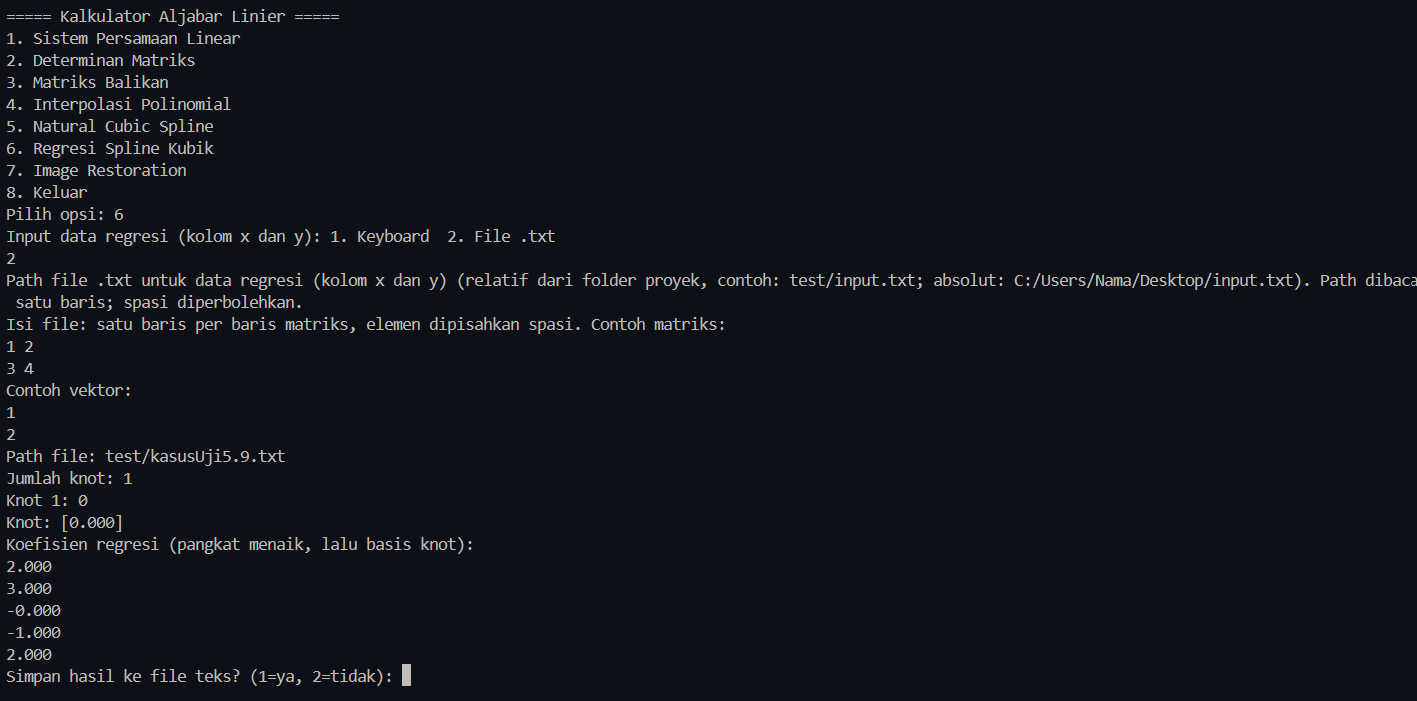 ===== Kalkulator Aljabar Linier =====
1. Sistem Persamaan Linear
2. Determinan Matriks
3. Matriks Balikan
4. Interpolasi Polinomial
5. Natural Cubic Spline
6. Regresi Spline Kubik
7. Image Restoration
8. Keluar
Pilih opsi: 6
Input data regresi (kolom x dan y): 1. Keyboard  2. File .txt
2
Path file .txt untuk data regresi (kolom x dan y) (relatif dari folder proyek, contoh: test/input.txt; absolut: C:/Users/Nama/Desktop/input.txt). Path dibaca
 satu baris; spasi diperbolehkan.
Isi file: satu baris per baris matriks, elemen dipisahkan spasi. Contoh matriks:
1 2
3 4
Contoh vektor:
1
2
Path file: test/kasusUji5.9.txt
Jumlah knot: 1
Knot 1: 0
Knot: [0.000]
Koefisien regresi (pangkat menaik, lalu basis knot):
2.000
3.000
-0.000
-1.000
2.000
Simpan hasil ke file teks? (1=ya, 2=tidak):